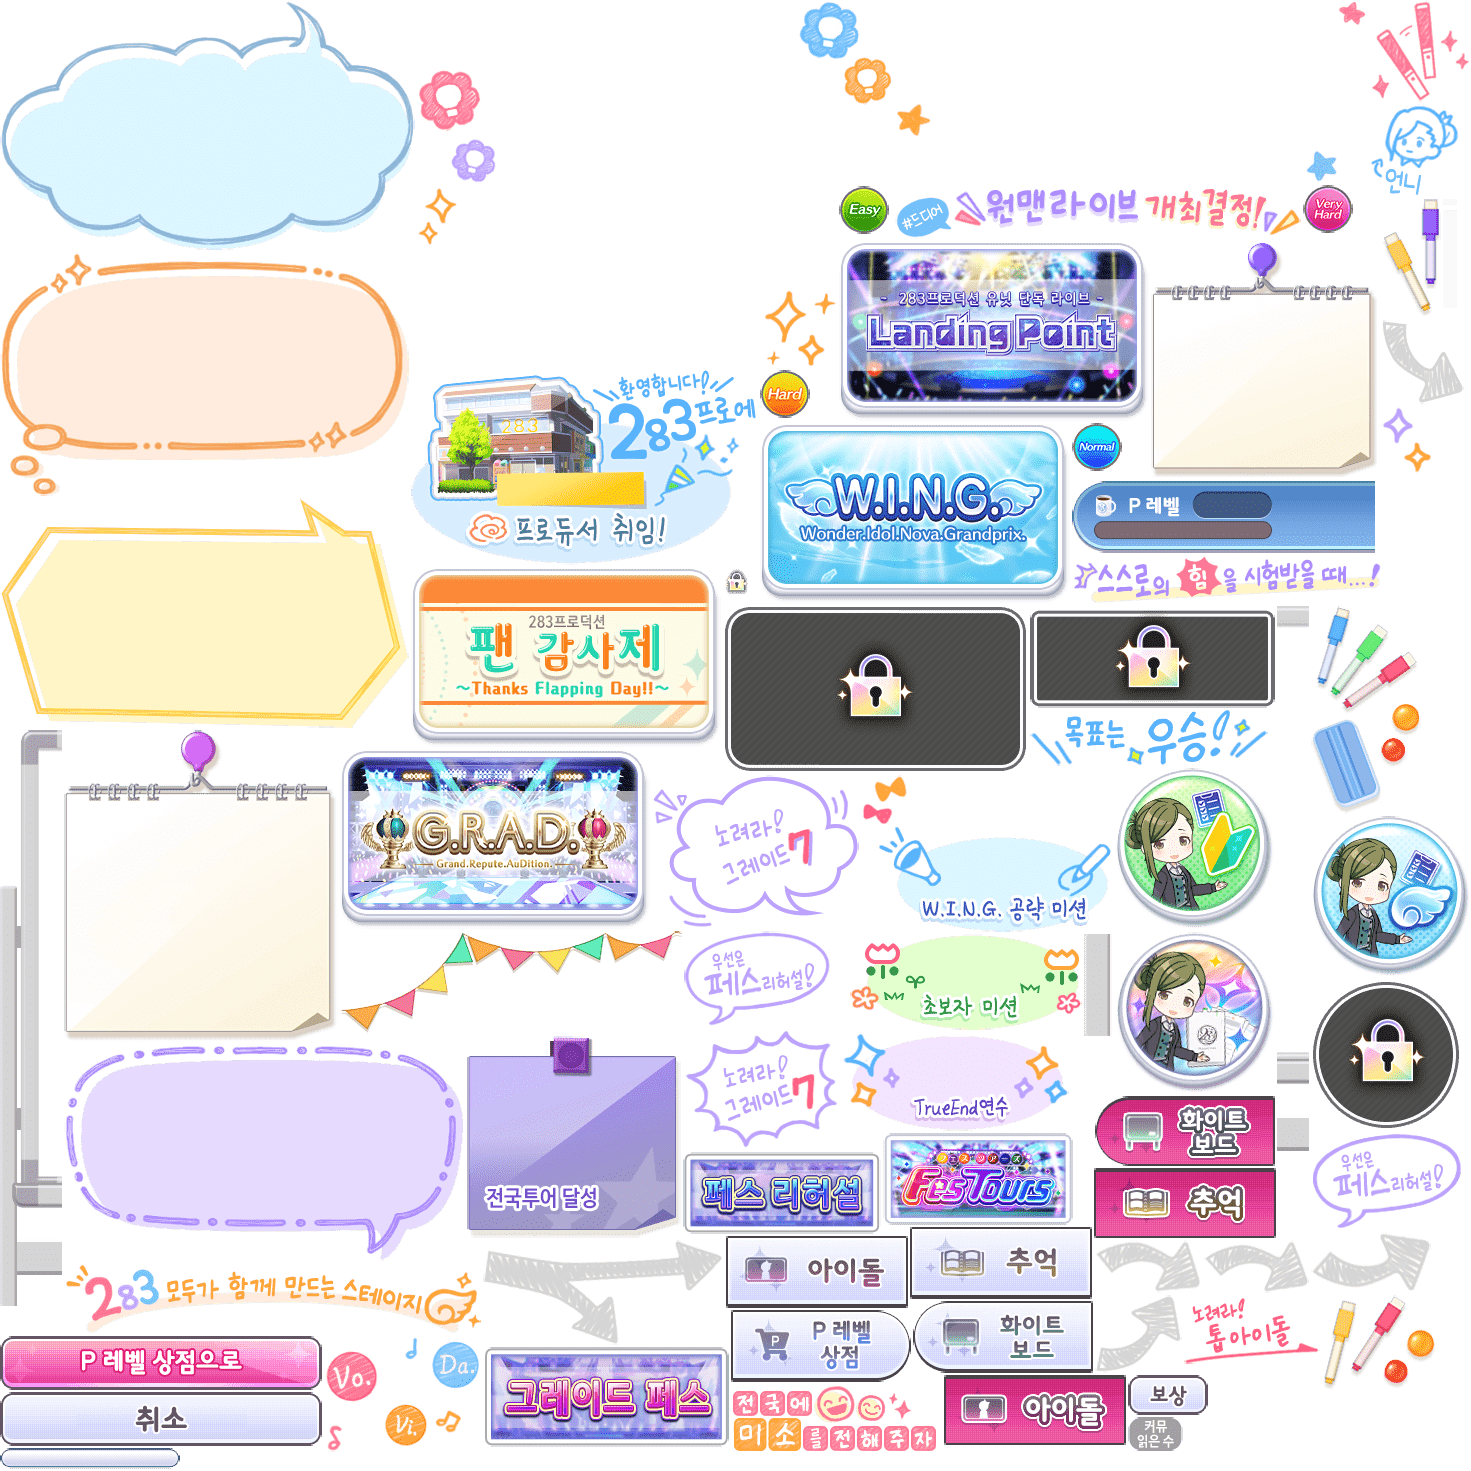 언니
Easy
#드디어
원맨라이브 개최결정!
Very
Hard
- 283프로덕션 유닛 단독 라이브 -
Landing Point
환영합니다!
283프로에
283
Hard
프로듀서 취임!
W.I.N.G.
Wonder.Idol.Nova.Grandprix.
Normal
P 레벨
스스로의 힘을 시험받을 때...!
283프로덕션
팬 감사제
~Thanks Flapping Day!!~
목표는 우승!
G.R.A.D.
Grand.Repute.AuDition.
노려라!
그레이드7
W.I.N.G. 공략 미션
우선은
페스리허설!
초보자 미션
노려라!
그레이드7
TrueEnd연수
전국투어 달성
페스 리허설
フェスツアーズ
FesTours
화이트
보드
추억
우선은
페스리허설!
283 모두가 함께 만드는 스테이지
아이돌
추억
P 레벨
상점
화이트
보드
노려라!
톱아이돌
P 레벨 상점으로
취소
Vo.
Da.
Vi.
그레이드 페스
전국에
미소를전해주자
아이돌
보상
커뮤
읽은 수